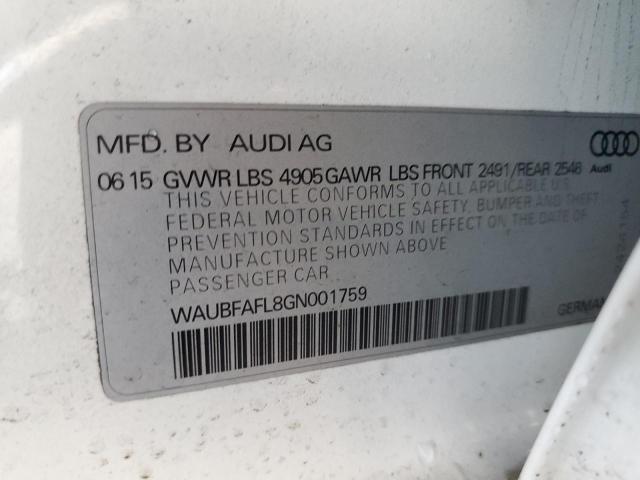 MFD. BY AUDI AG
06 15 GVWR LBS 4905 GAWR LBS FRONT 2491/REAR 2546 Audi
THIS VEHICLE CONFORMS TO ALL APPLICABLE U.S.
FEDERAL MOTOR VEHICLE SAFETY, BUMPER AND THEFT
PREVENTION STANDARDS IN EFFECT ON THE DATE OF
MANUFACTURE SHOWN ABOVE
PASSENGER CAR
WAUBFAFL8GN001759
GERMAN